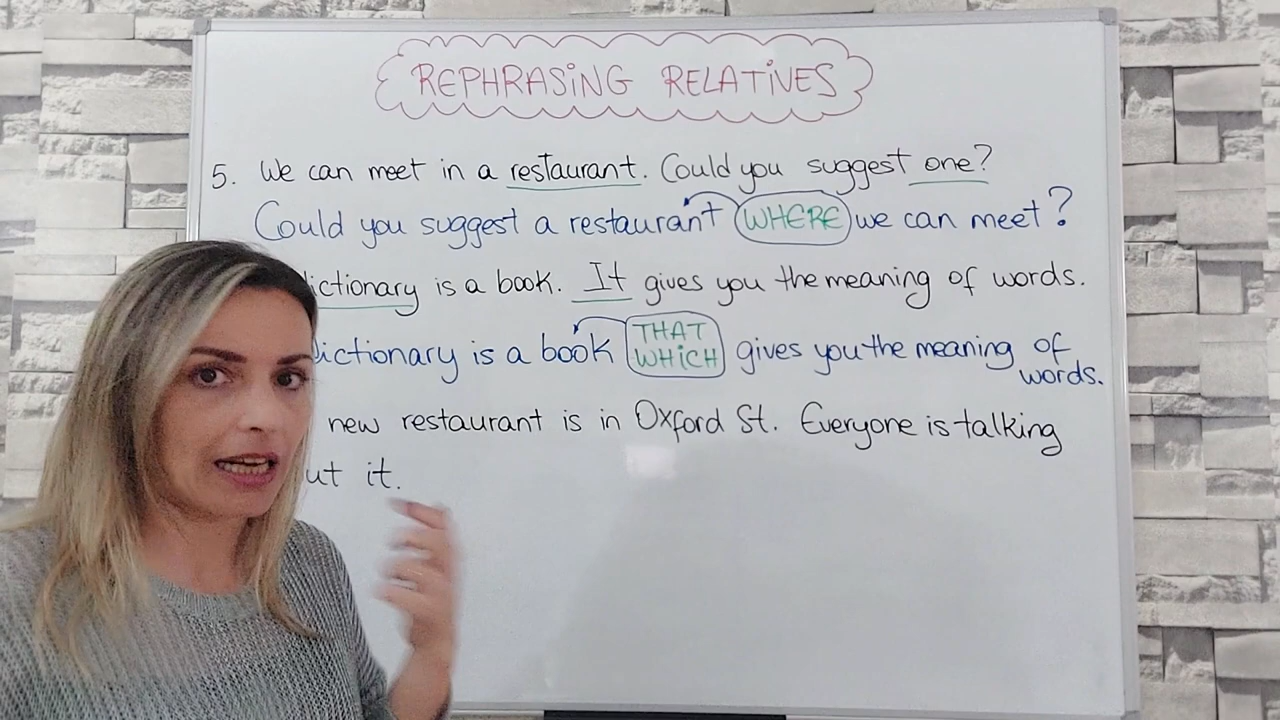 REPHRASING RELATIVES
5. We can meet in a restaurant. Could you suggest one?
Could you suggest a restaurant WHERE we can meet?
ictionary is a book. It gives you the meaning of words.
Dictionary is a book THAT WHICH gives you the meaning of words.
new restaurant is in Oxford St. Everyone is talking
ut it.